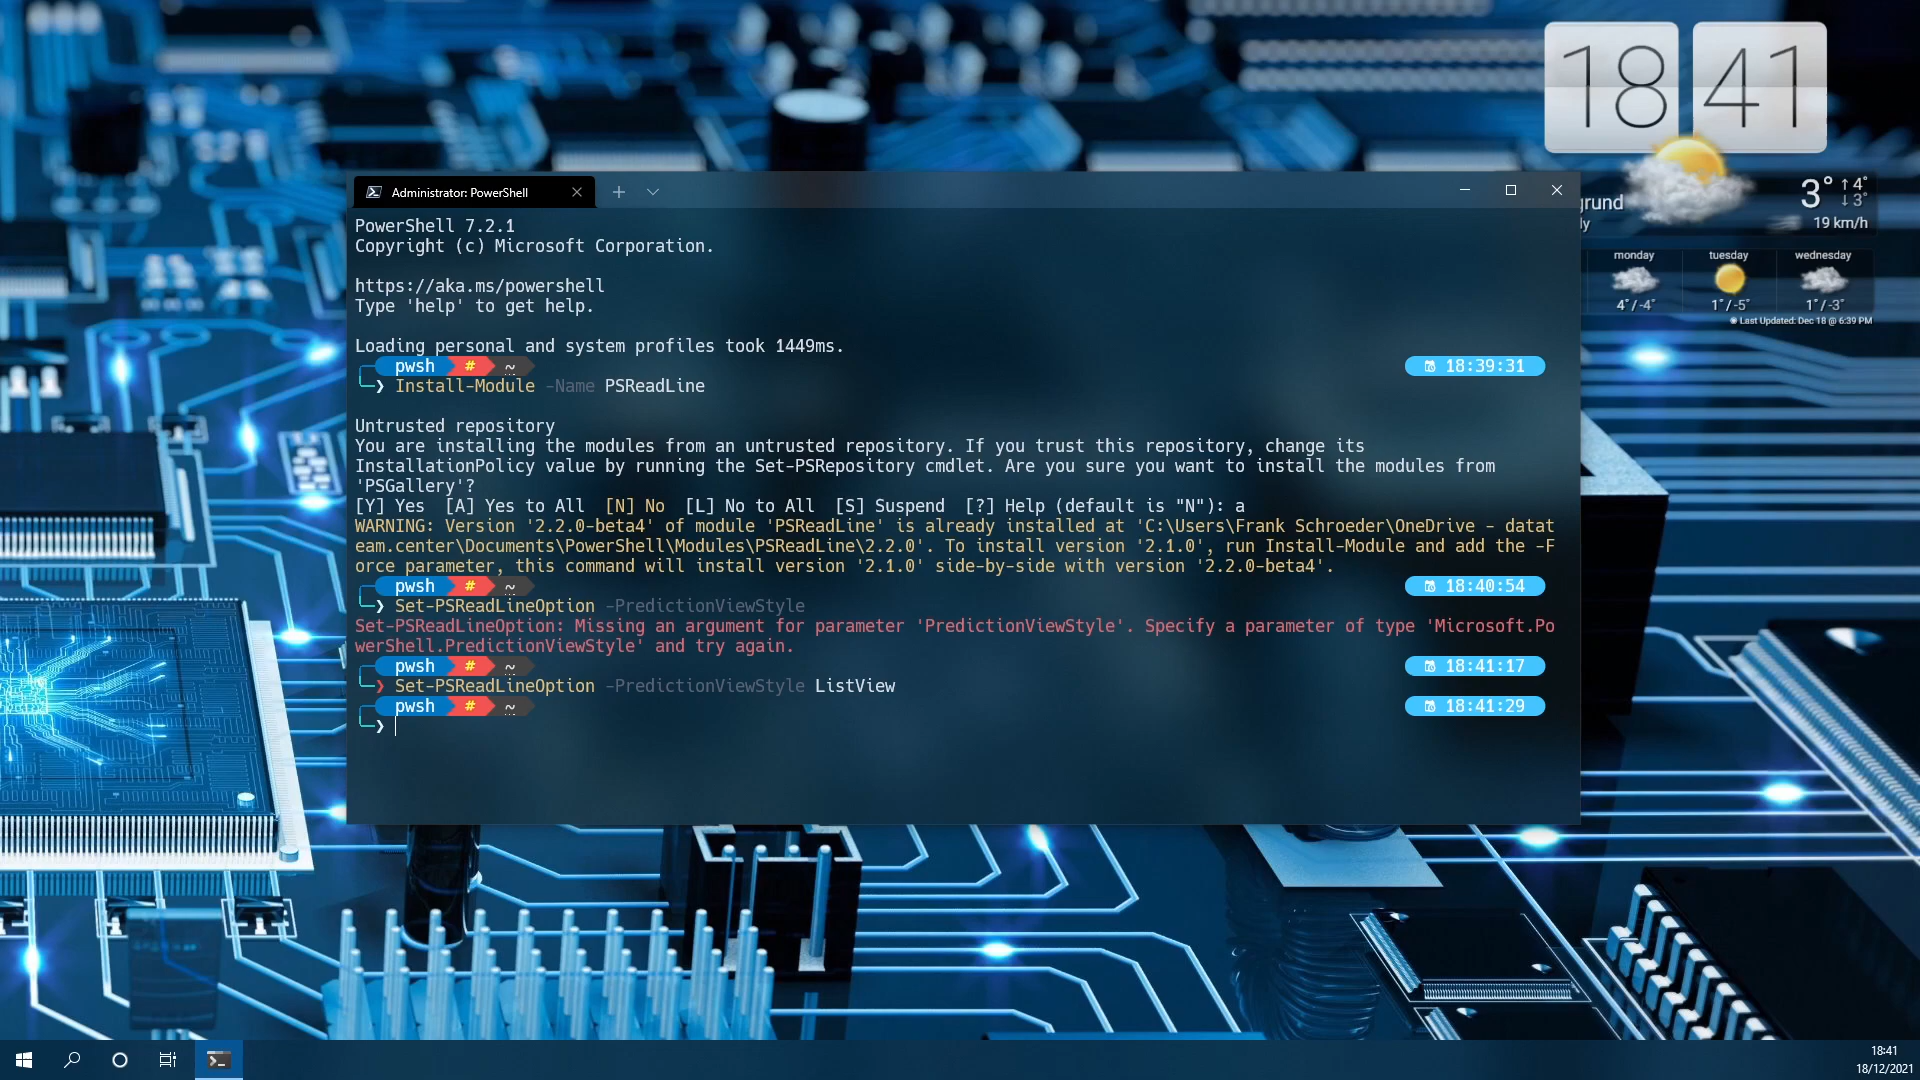 18 41
Administrator: PowerShell
grund
ly
3° ↑4°
↓3°
19 km/h
monday tuesday wednesday
4°/-4° 1°/-5° 1°/-3°
Last Updated: Dec 18 @ 6:39 PM
PowerShell 7.2.1
Copyright (c) Microsoft Corporation.
https://aka.ms/powershell
Type 'help' to get help.
Loading personal and system profiles took 1449ms.
pwsh # ~ 18:39:31
❯ Install-Module -Name PSReadLine
Untrusted repository
You are installing the modules from an untrusted repository. If you trust this repository, change its
InstallationPolicy value by running the Set-PSRepository cmdlet. Are you sure you want to install the modules from
'PSGallery'?
[Y] Yes  [A] Yes to All  [N] No  [L] No to All  [S] Suspend  [?] Help (default is "N"): a
WARNING: Version '2.2.0-beta4' of module 'PSReadLine' is already installed at 'C:\Users\Frank Schroeder\OneDrive - datat
eam.center\Documents\PowerShell\Modules\PSReadLine\2.2.0'. To install version '2.1.0', run Install-Module and add the -F
orce parameter, this command will install version '2.1.0' side-by-side with version '2.2.0-beta4'.
pwsh # ~ 18:40:54
❯ Set-PSReadLineOption -PredictionViewStyle
Set-PSReadLineOption: Missing an argument for parameter 'PredictionViewStyle'. Specify a parameter of type 'Microsoft.Po
werShell.PredictionViewStyle' and try again.
pwsh # ~ 18:41:17
❯ Set-PSReadLineOption -PredictionViewStyle ListView
pwsh # ~ 18:41:29
❯
18:41
18/12/2021